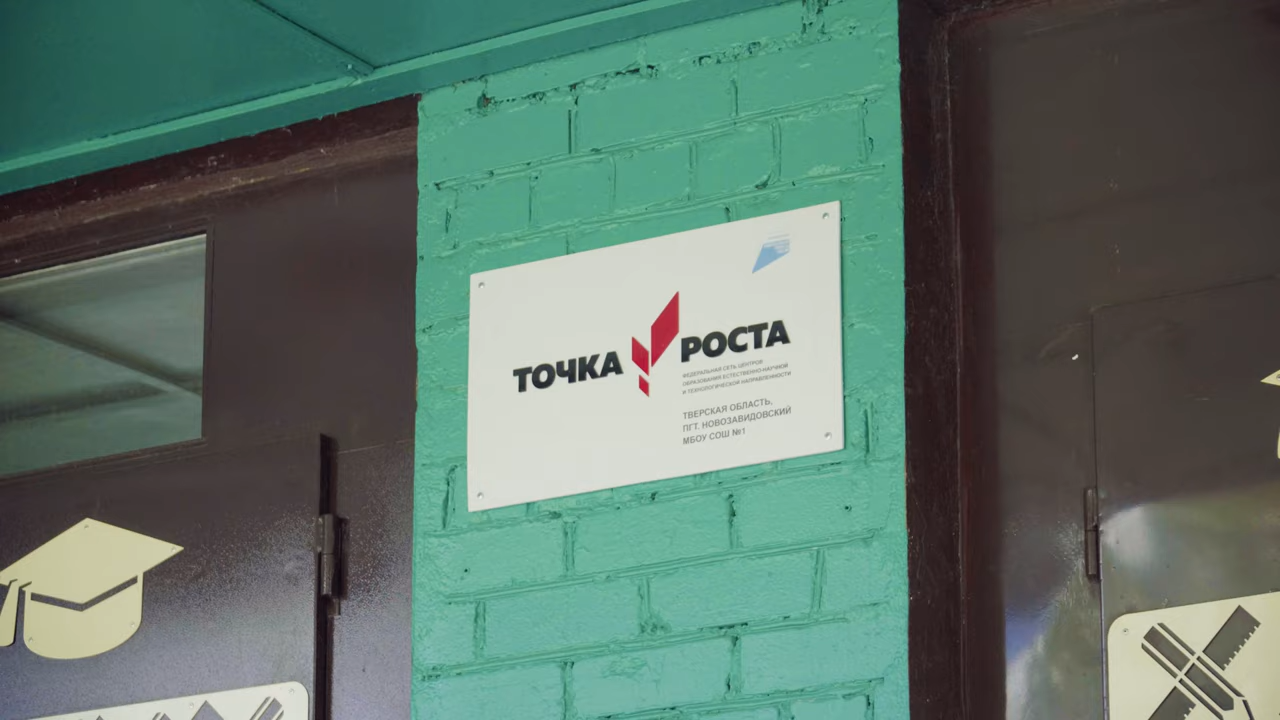 ТОЧКА РОСТА
ФЕДЕРАЛЬНАЯ СЕТЬ ЦЕНТРОВ
ОБРАЗОВАНИЯ ЕСТЕСТВЕННО-НАУЧНОЙ
И ТЕХНОЛОГИЧЕСКОЙ НАПРАВЛЕННОСТИ
ТВЕРСКАЯ ОБЛАСТЬ,
ПГТ. НОВОЗАВИДОВСКИЙ
МБОУ СОШ №1